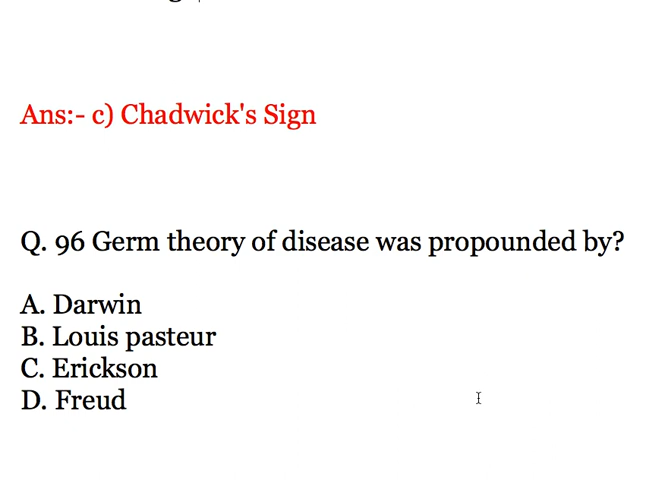 Ans:- c) Chadwick's Sign
Q. 96 Germ theory of disease was propounded by?
A. Darwin
B. Louis pasteur
C. Erickson
D. Freud